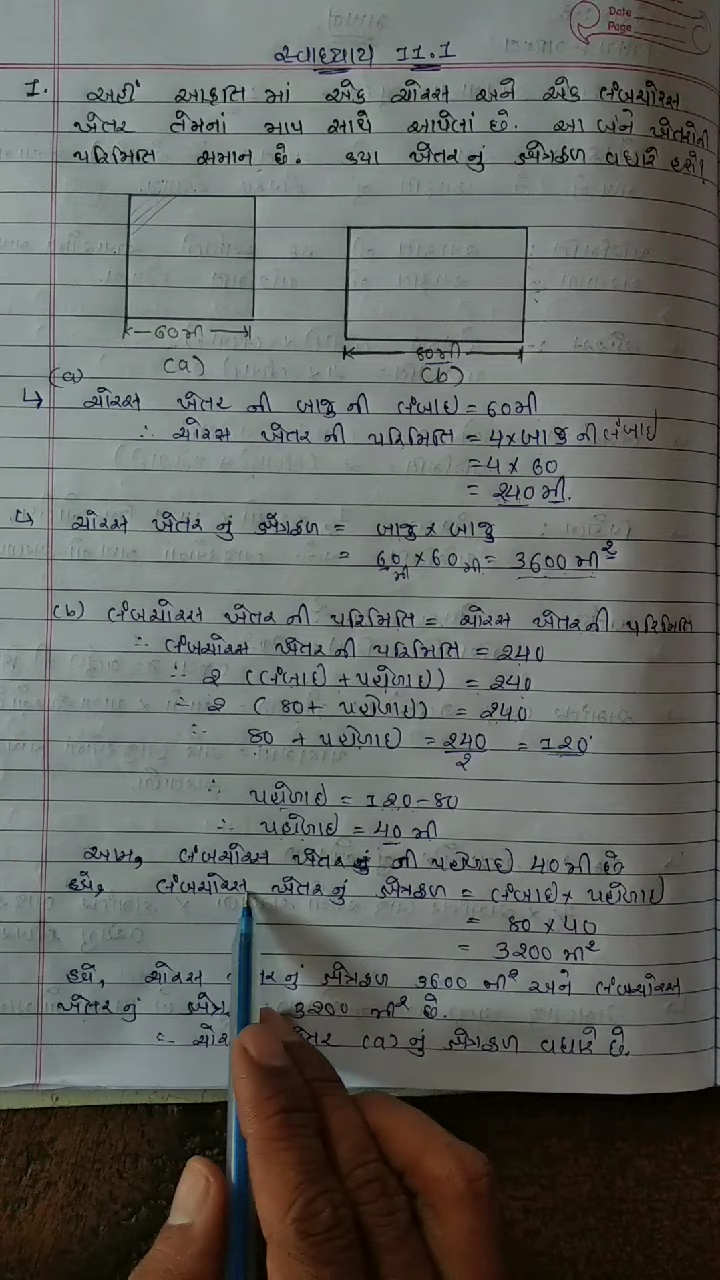 Date
Page
સ્વાધ્યાય 11.1
1. અહીં આકૃતિ માં એક ચોરસ અને એક લંબચોરસ
ખેતર તેમનાં માપ સાથે આપેલાં છે. આ બંને ખેતરોની
પરિમિતિ સમાન છે. કયા ખેતર નું ક્ષેત્રફળ વધારે હશે?
60મી
80મી
(a)
(b)
(a)
↳ ચોરસ ખેતર ની બાજુ ની લંબાઇ = 60મી
∴ ચોરસ ખેતર ની પરિમિતિ = 4 × બાજુ ની લંબાઇ
= 4 × 60
= 240 મી.
↳ ચોરસ ખેતર નું ક્ષેત્રફળ = બાજુ × બાજુ
= 60મી × 60મી = 3600 મી²
(b) લંબચોરસ ખેતર ની પરિમિતિ = ચોરસ ખેતરની પરિમિતિ
∴ લંબચોરસ ખેતર ની પરિમિતિ = 240
∴ 2 (લંબાઇ + પહોળાઇ) = 240
∴ 2 (80 + પહોળાઇ) = 240
∴ 80 + પહોળાઇ = 240/2 = 120
∴ પહોળાઇ = 120 - 80
∴ પહોળાઇ = 40 મી
આમ, લંબચોરસ ખેતર ની પહોળાઇ 40મી છે
હવે, લંબચોરસ ખેતરનું ક્ષેત્રફળ = લંબાઇ × પહોળાઇ
= 80 × 40
= 3200 મી²
હવે, ચોરસ નું ક્ષેત્રફળ 3600 મી² અને લંબચોરસ
ખેતર નું 3200 મી² છે.
(a) નું ક્ષેત્રફળ વધારે છે.